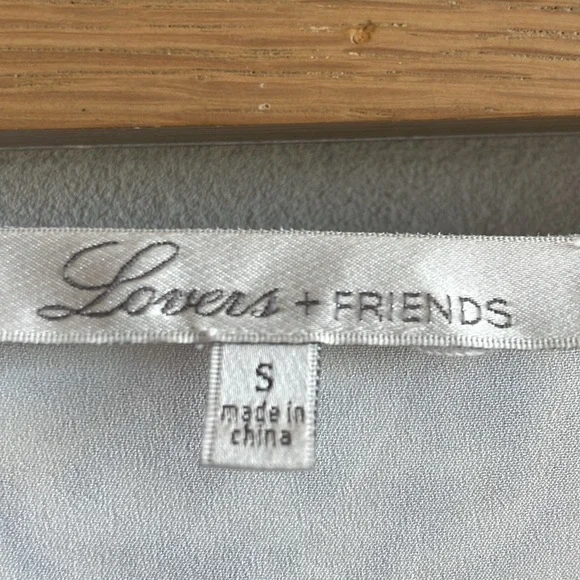 Lovers + FRIENDS
S
made in
china